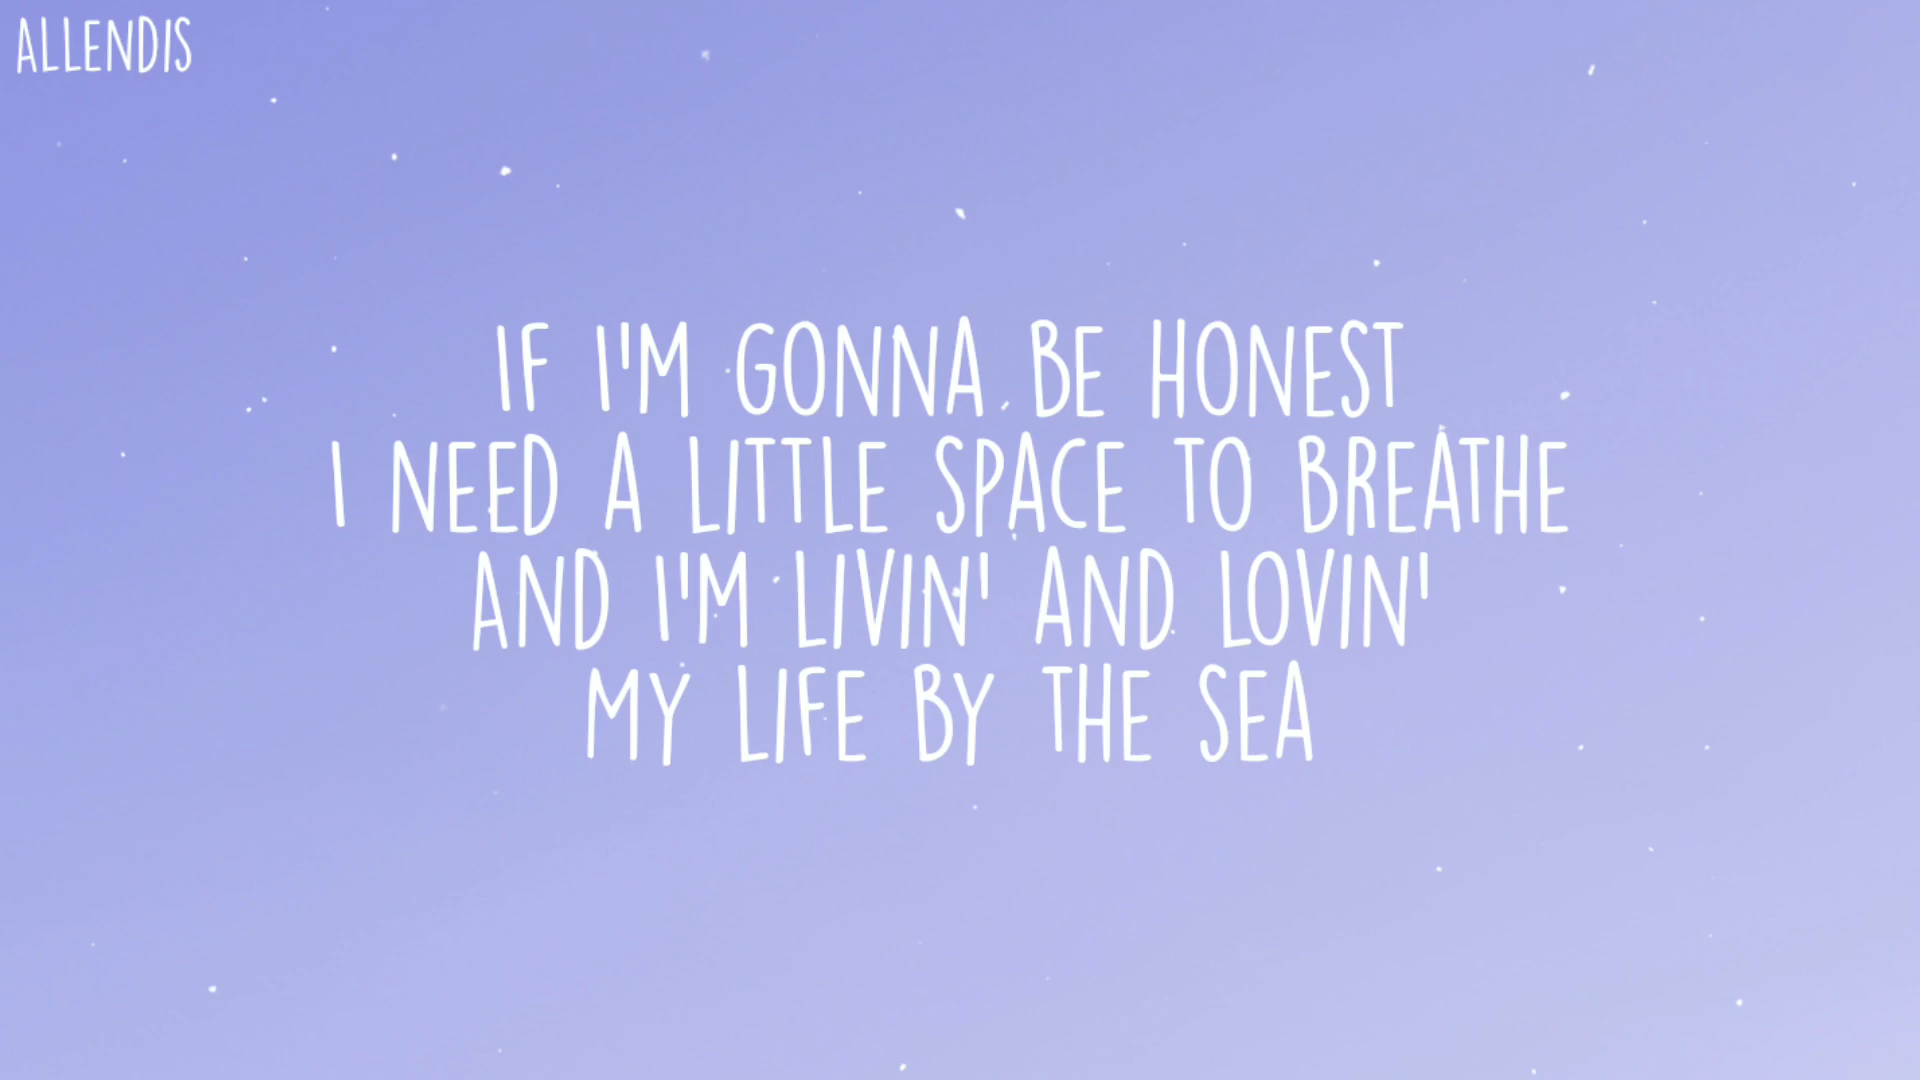 ALLENDIS
IF I'M GONNA BE HONEST
I NEED A LITTLE SPACE TO BREATHE
AND I'M LIVIN' AND LOVIN'
MY LIFE BY THE SEA